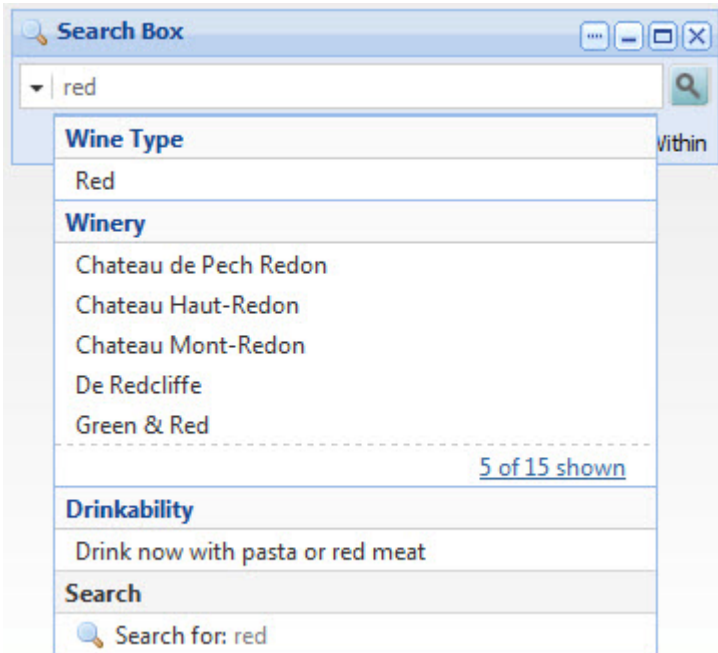 Search Box
red
Wine Type
Red
Winery
Chateau de Pech Redon
Chateau Haut-Redon
Chateau Mont-Redon
De Redcliffe
Green & Red
5 of 15 shown
Drinkability
Drink now with pasta or red meat
Search
Search for: red